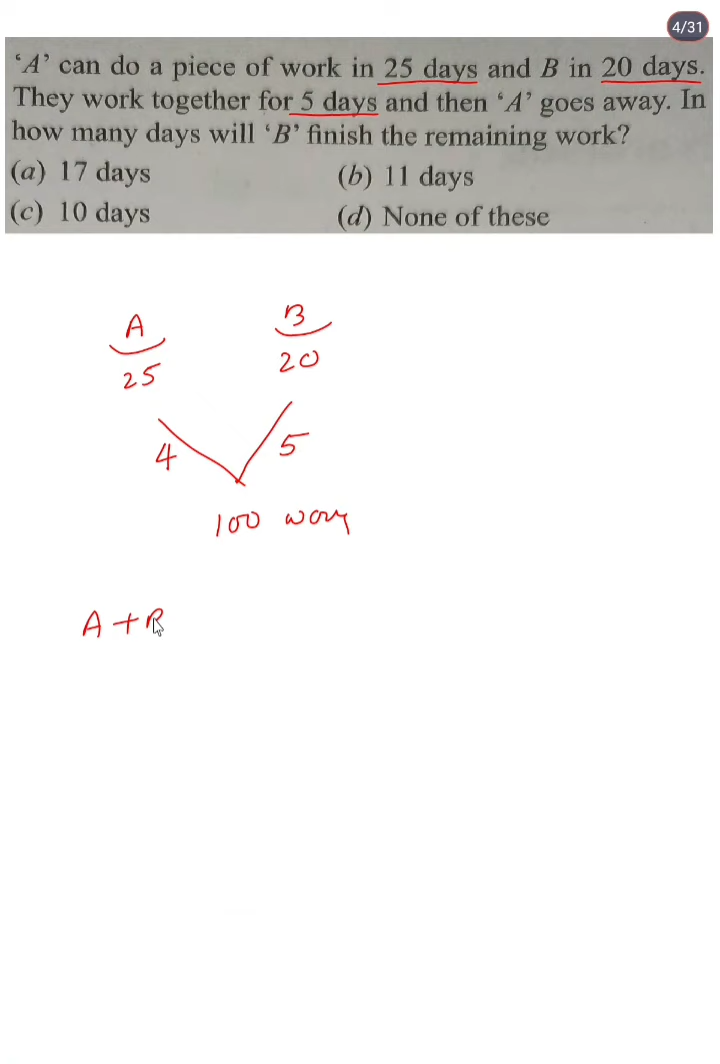 4/31
‘A’ can do a piece of work in 25 days and B in 20 days.
They work together for 5 days and then ‘A’ goes away. In
how many days will ‘B’ finish the remaining work?
(a) 17 days (b) 11 days
(c) 10 days (d) None of these
A B
25 20
4 5
100 work
A + B